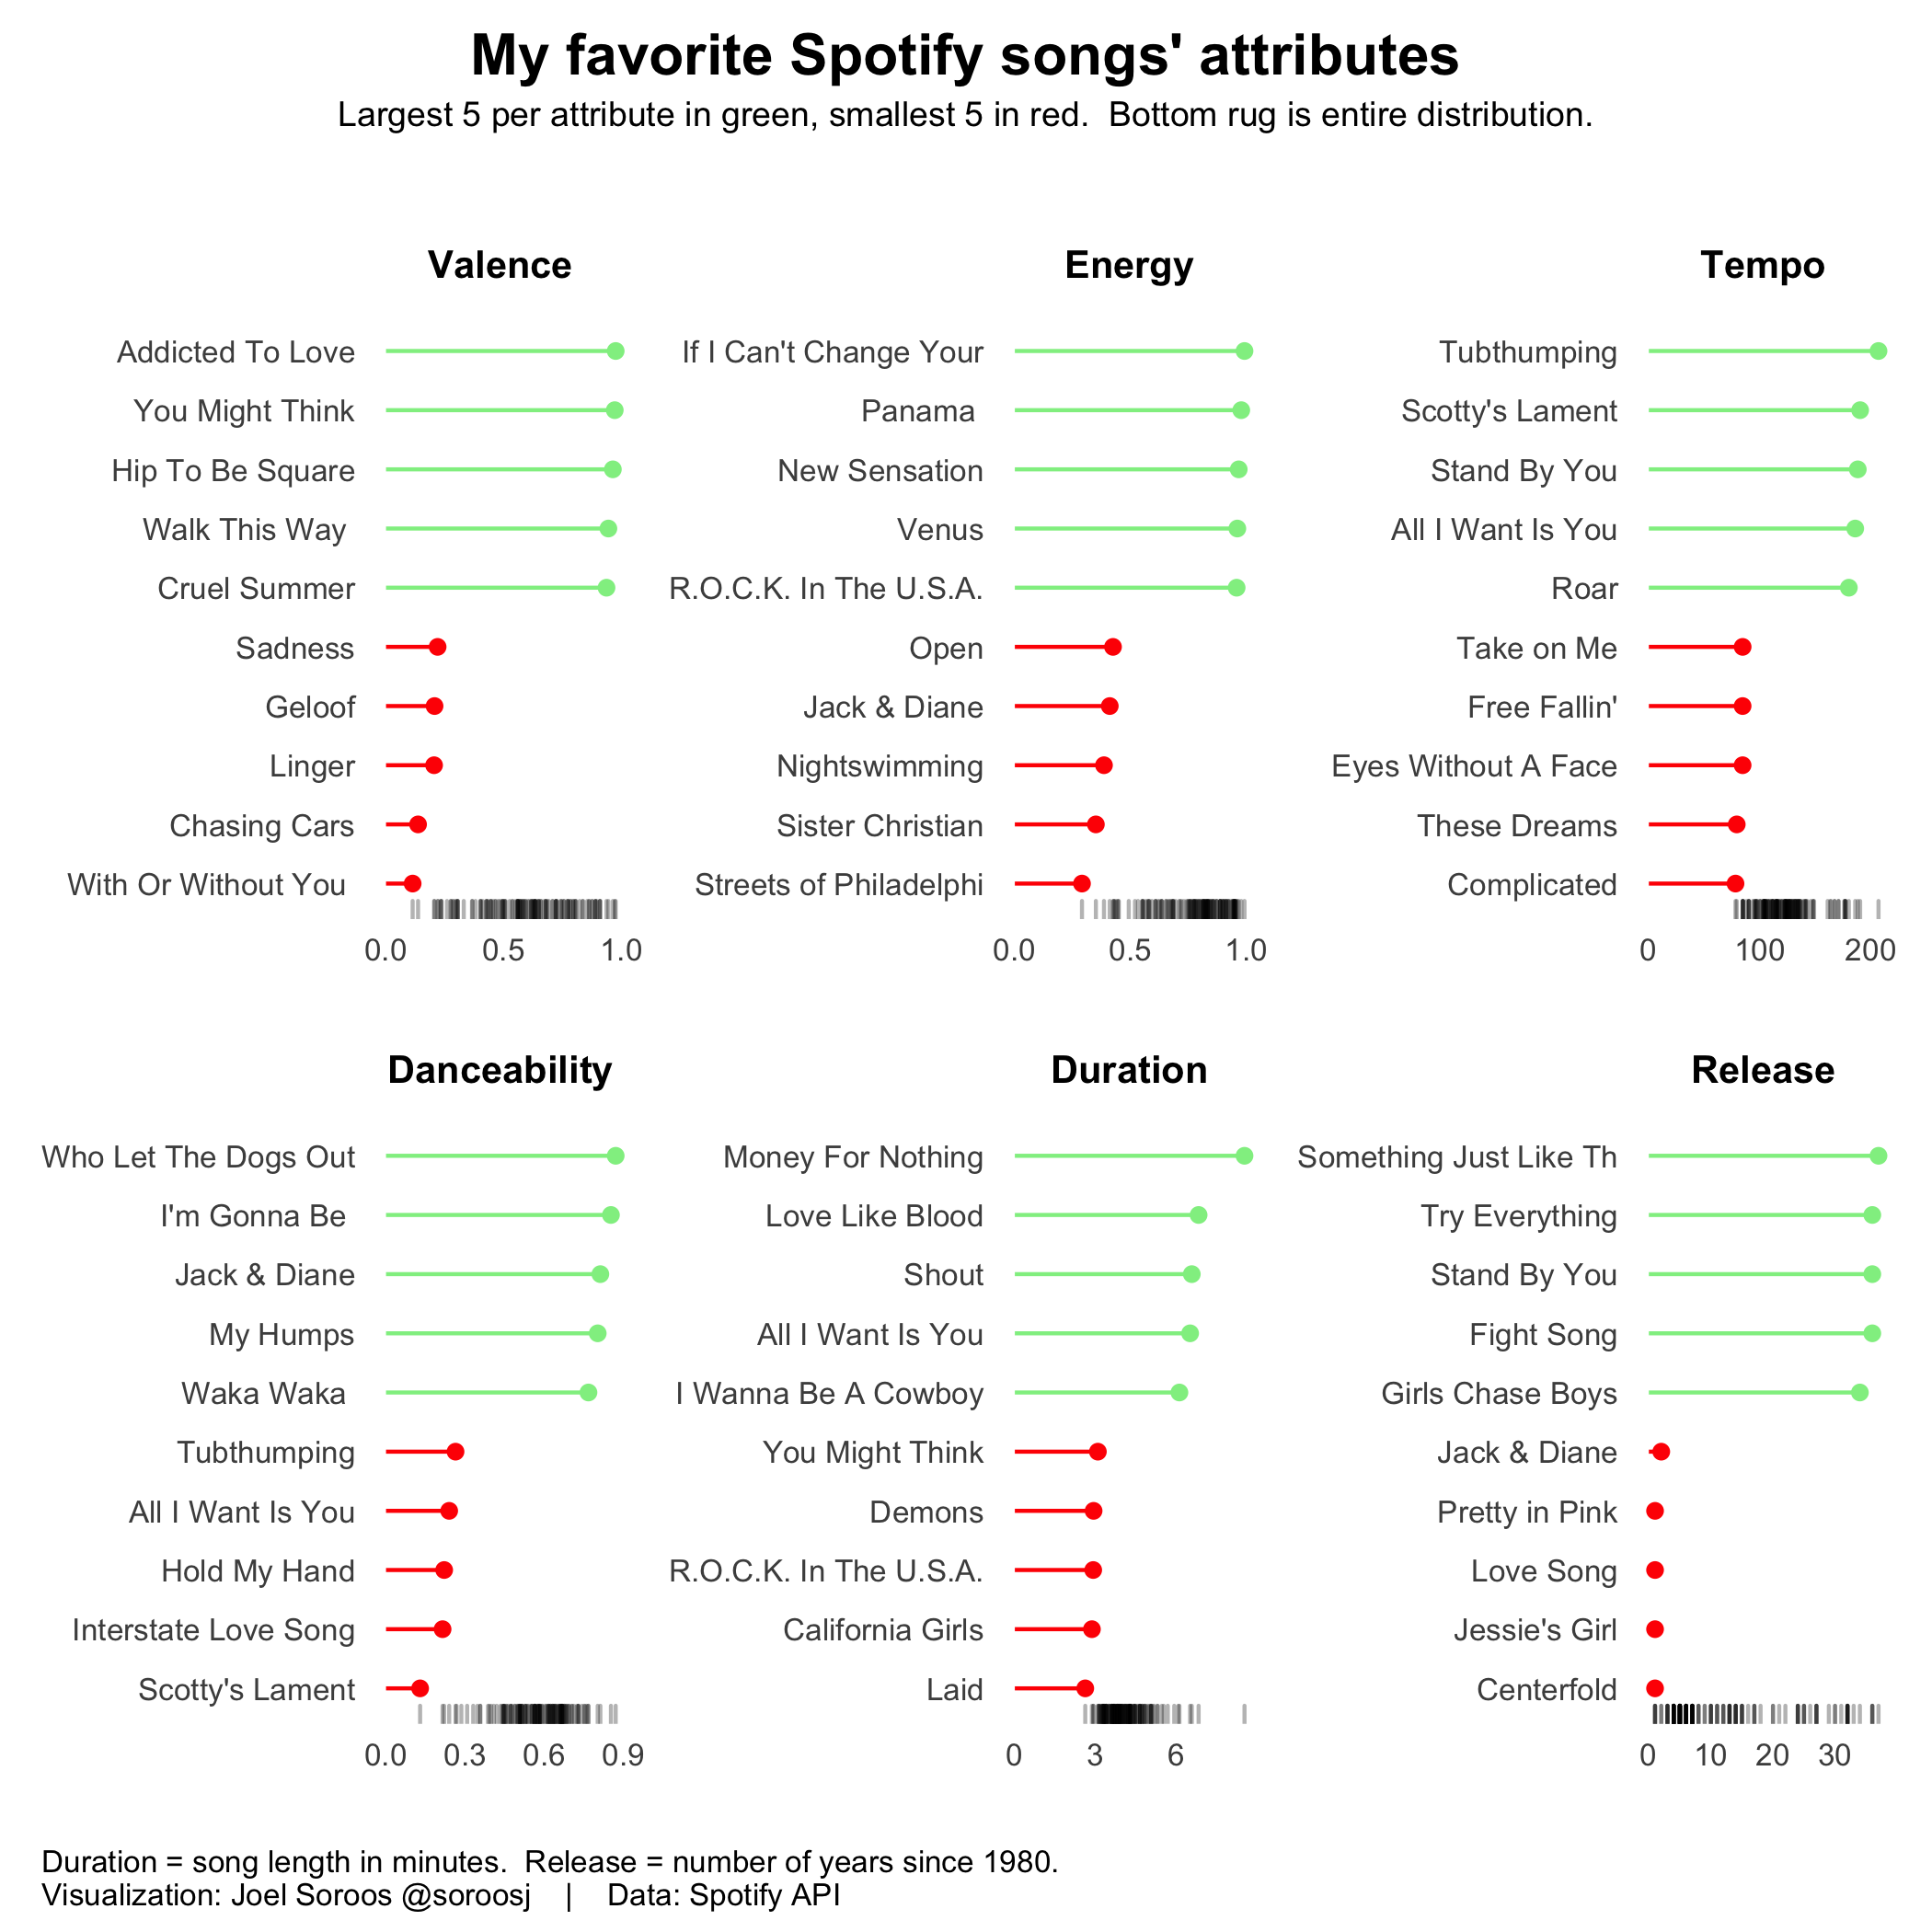 My favorite Spotify songs' attributes
Largest 5 per attribute in green, smallest 5 in red.  Bottom rug is entire distribution.
Valence
Addicted To Love
You Might Think
Hip To Be Square
Walk This Way
Cruel Summer
Sadness
Geloof
Linger
Chasing Cars
With Or Without You
0.0 0.5 1.0
Energy
If I Can't Change Your
Panama
New Sensation
Venus
R.O.C.K. In The U.S.A.
Open
Jack & Diane
Nightswimming
Sister Christian
Streets of Philadelphi
0.0 0.5 1.0
Tempo
Tubthumping
Scotty's Lament
Stand By You
All I Want Is You
Roar
Take on Me
Free Fallin'
Eyes Without A Face
These Dreams
Complicated
0 100 200
Danceability
Who Let The Dogs Out
I'm Gonna Be
Jack & Diane
My Humps
Waka Waka
Tubthumping
All I Want Is You
Hold My Hand
Interstate Love Song
Scotty's Lament
0.0 0.3 0.6 0.9
Duration
Money For Nothing
Love Like Blood
Shout
All I Want Is You
I Wanna Be A Cowboy
You Might Think
Demons
R.O.C.K. In The U.S.A.
California Girls
Laid
0 3 6
Release
Something Just Like Th
Try Everything
Stand By You
Fight Song
Girls Chase Boys
Jack & Diane
Pretty in Pink
Love Song
Jessie's Girl
Centerfold
0 10 20 30
Duration = song length in minutes.  Release = number of years since 1980.
Visualization: Joel Soroos @soroosj    |    Data: Spotify API